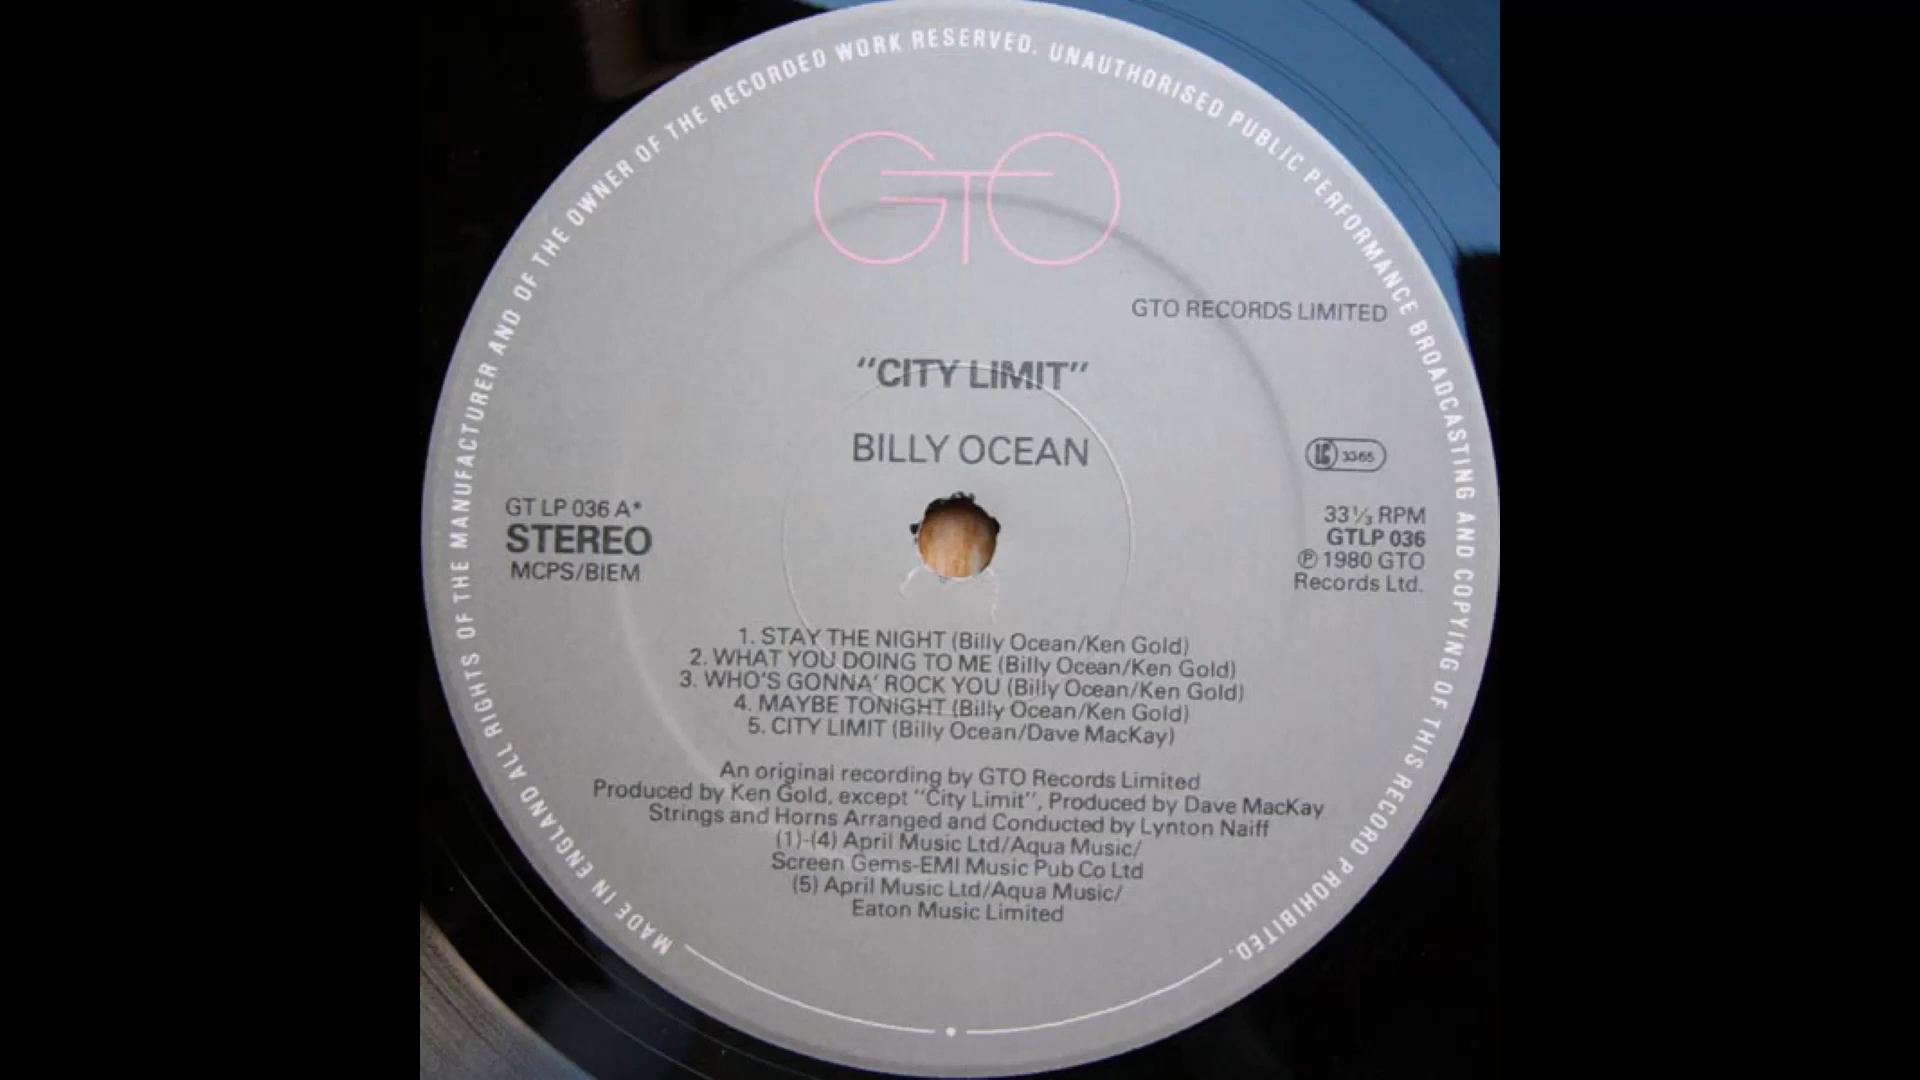 MADE IN ENGLAND ALL RIGHTS OF THE MANUFACTURER AND OF THE OWNER OF THE RECORDED WORK RESERVED. UNAUTHORISED PUBLIC PERFORMANCE BROADCASTING AND COPYING OF THIS RECORD PROHIBITED.
GTO
GTO RECORDS LIMITED
"CITY LIMIT"
BILLY OCEAN
LC 3365
GT LP 036 A*
STEREO
MCPS/BIEM
33⅓ RPM
GTLP 036
℗ 1980 GTO
Records Ltd.
1. STAY THE NIGHT (Billy Ocean/Ken Gold)
2. WHAT YOU DOING TO ME (Billy Ocean/Ken Gold)
3. WHO'S GONNA' ROCK YOU (Billy Ocean/Ken Gold)
4. MAYBE TONIGHT (Billy Ocean/Ken Gold)
5. CITY LIMIT (Billy Ocean/Dave MacKay)
An original recording by GTO Records Limited
Produced by Ken Gold, except "City Limit", Produced by Dave MacKay
Strings and Horns Arranged and Conducted by Lynton Naiff
(1)-(4) April Music Ltd/Aqua Music/
Screen Gems-EMI Music Pub Co Ltd
(5) April Music Ltd/Aqua Music/
Eaton Music Limited